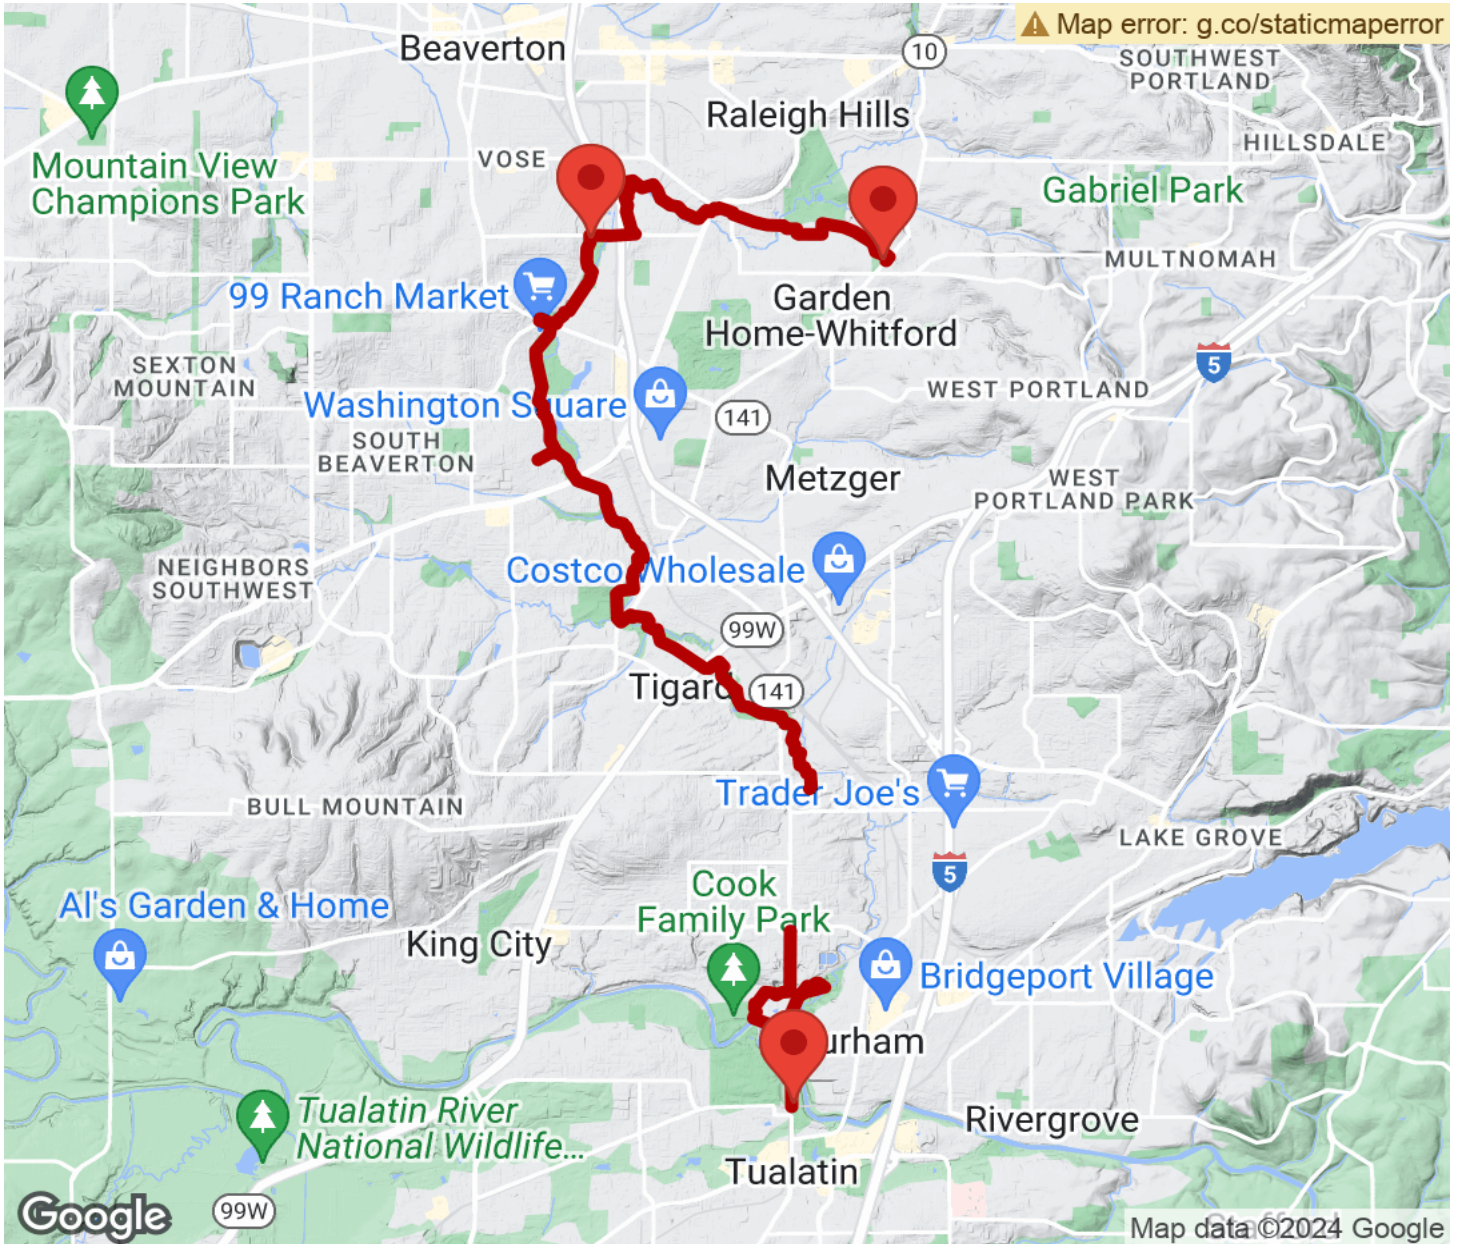 Map error: g.co/staticmaperror
Beaverton
10
SOUTHWEST
PORTLAND
Raleigh Hills
HILLSDALE
VOSE
Mountain View
Champions Park
Gabriel Park
MULTNOMAH
99 Ranch Market
Garden
Home-Whitford
5
SEXTON
MOUNTAIN
WEST PORTLAND
Washington Square
141
SOUTH
BEAVERTON
Metzger
WEST
PORTLAND PARK
NEIGHBORS
SOUTHWEST
Costco Wholesale
99W
Tigard
141
Trader Joe's
BULL MOUNTAIN
LAKE GROVE
5
Cook
Family Park
Al's Garden & Home
King City
Bridgeport Village
urham
Tualatin River
National Wildlife...
Rivergrove
Tualatin
99W
Google
Stafford
Map data ©2024 Google